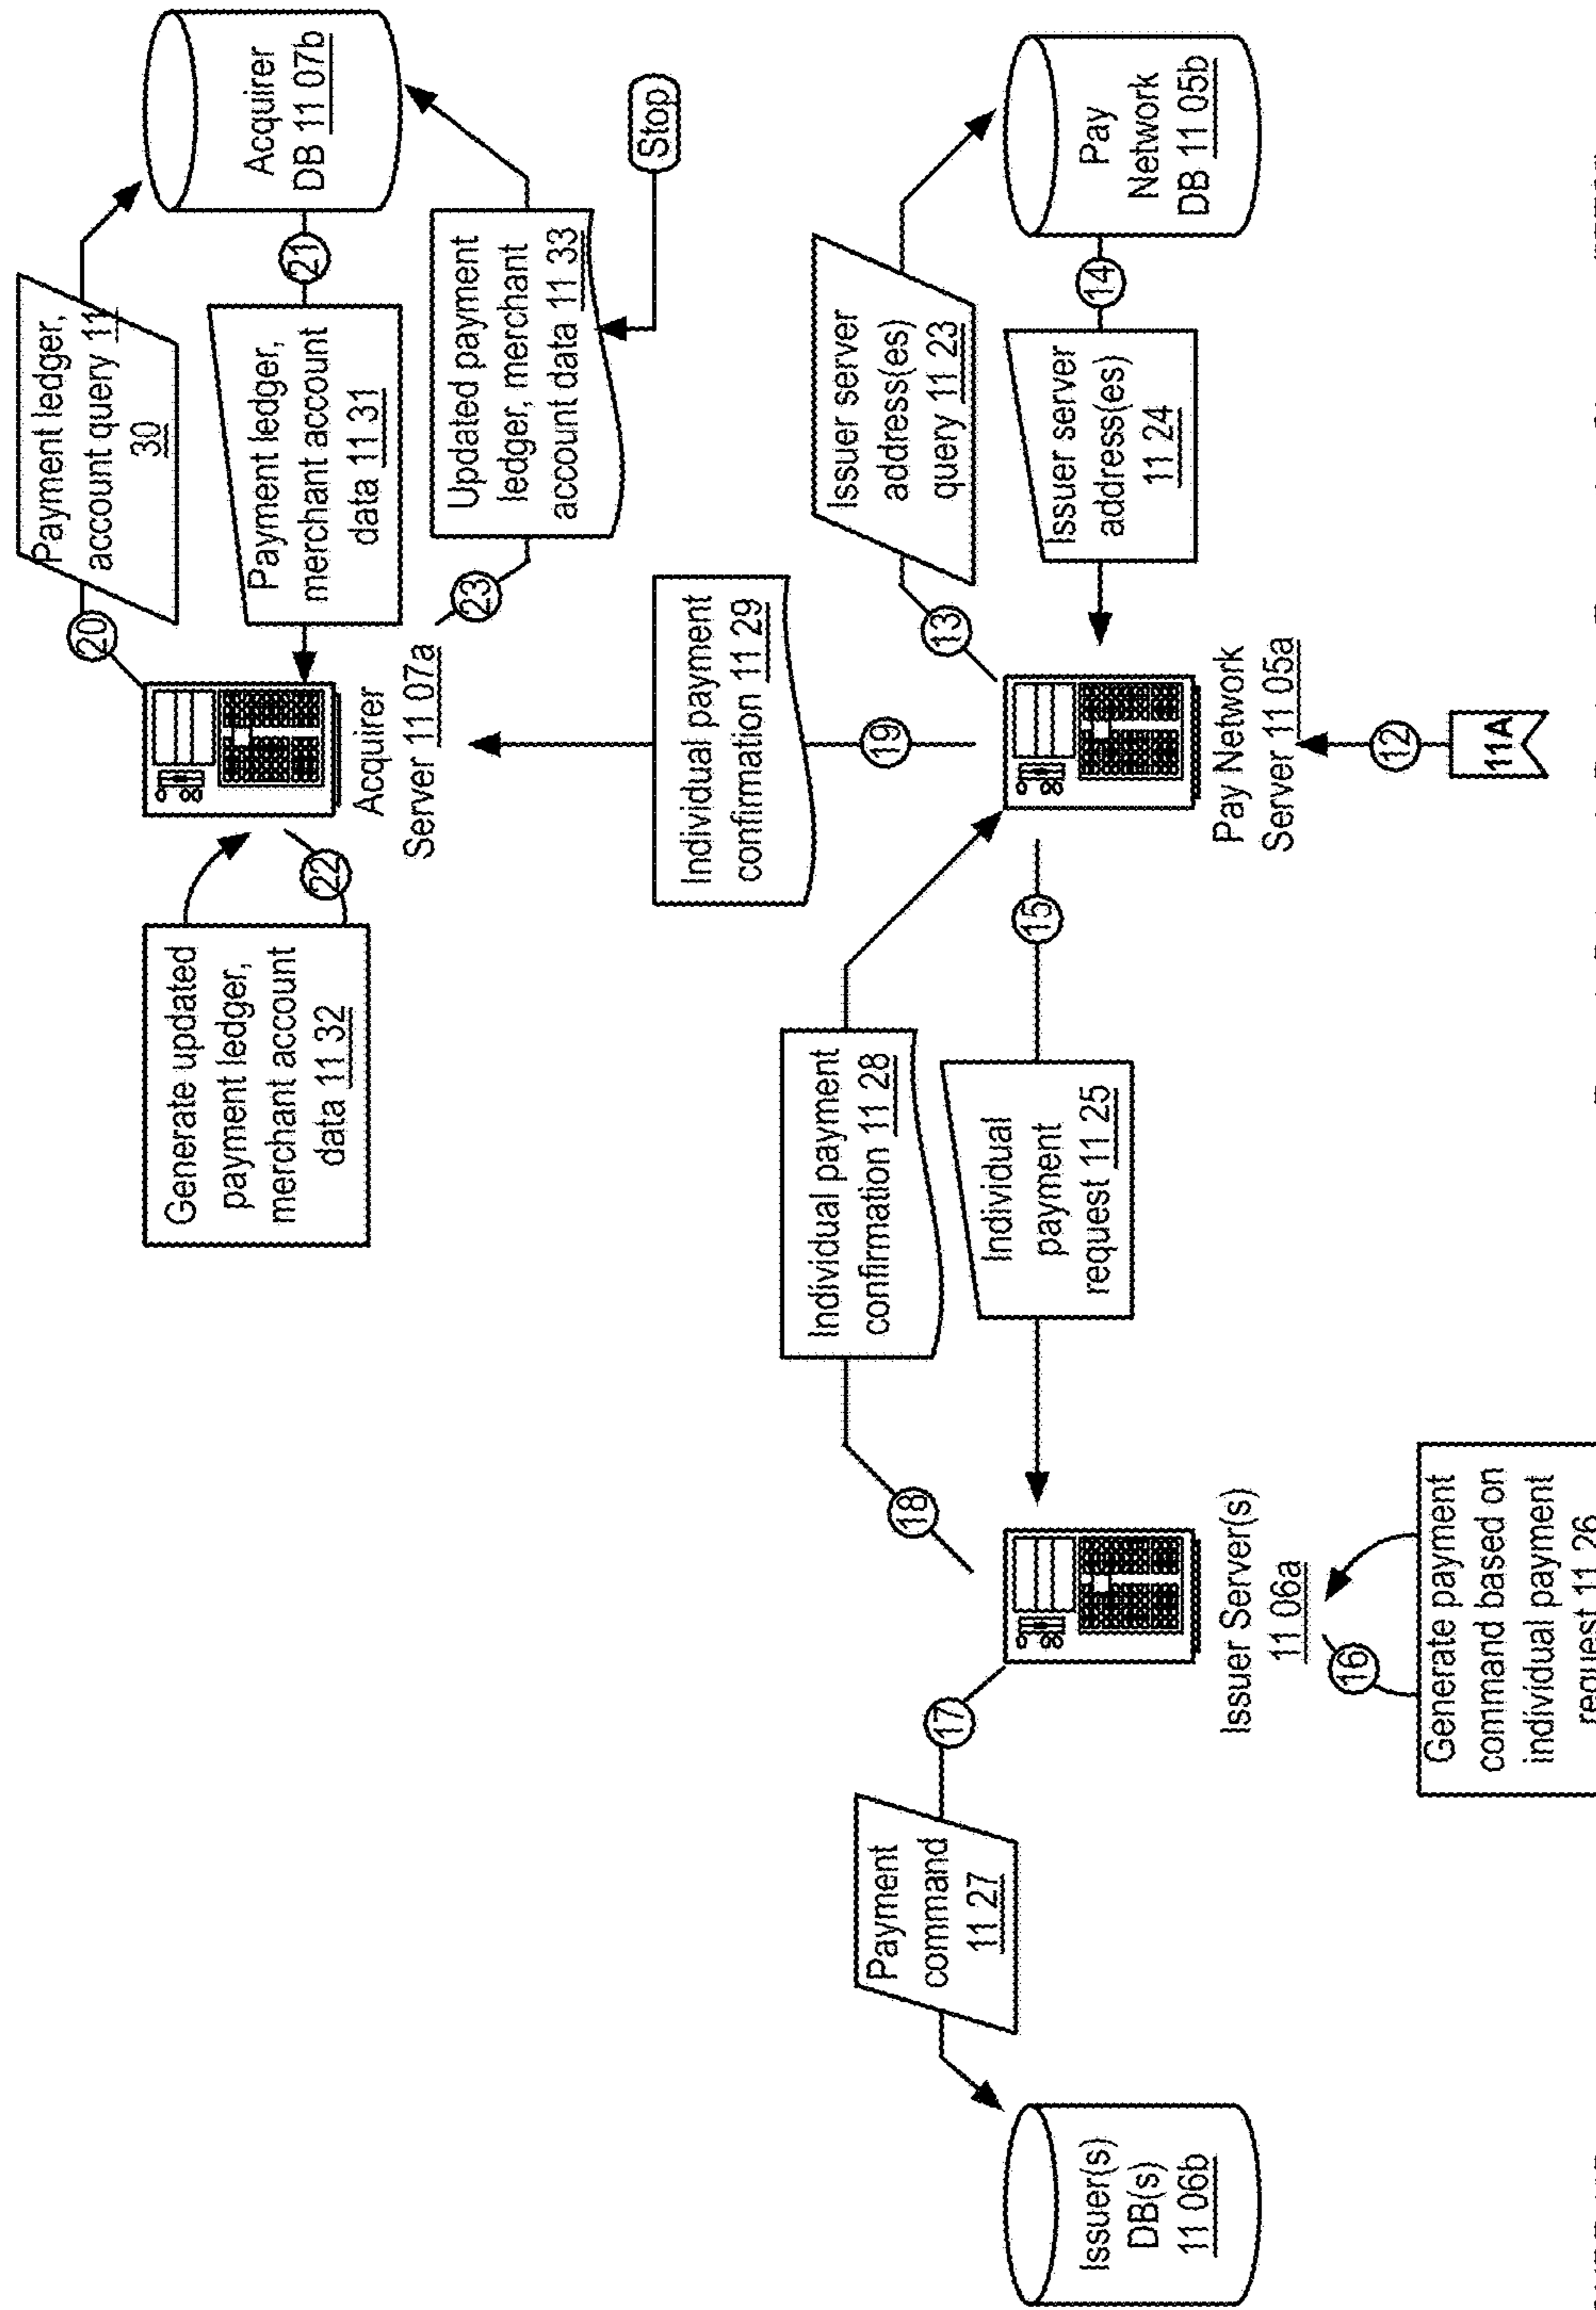 Generate updated
payment ledger,
merchant account
data 11 32
22
Acquirer
Server 11 07a
20
Payment ledger,
account query 11
30
21
Payment ledger,
merchant account
data 11 31
Acquirer
DB 11 07b
23
Updated payment
ledger, merchant
account data 11 33
Stop
Individual payment
confirmation 11 29
19
Issuer(s)
DB(s)
11 06b
Payment
command
11 27
17
Issuer Server(s)
11 06a
18
Individual payment
confirmation 11 28
Individual
payment
request 11 25
15
Pay Network
Server 11 05a
13
Issuer server
address(es)
query 11 23
Issuer server
address(es)
11 24
14
Pay
Network
DB 11 05b
16
Generate payment
command based on
individual payment
request 11 26
12
11A